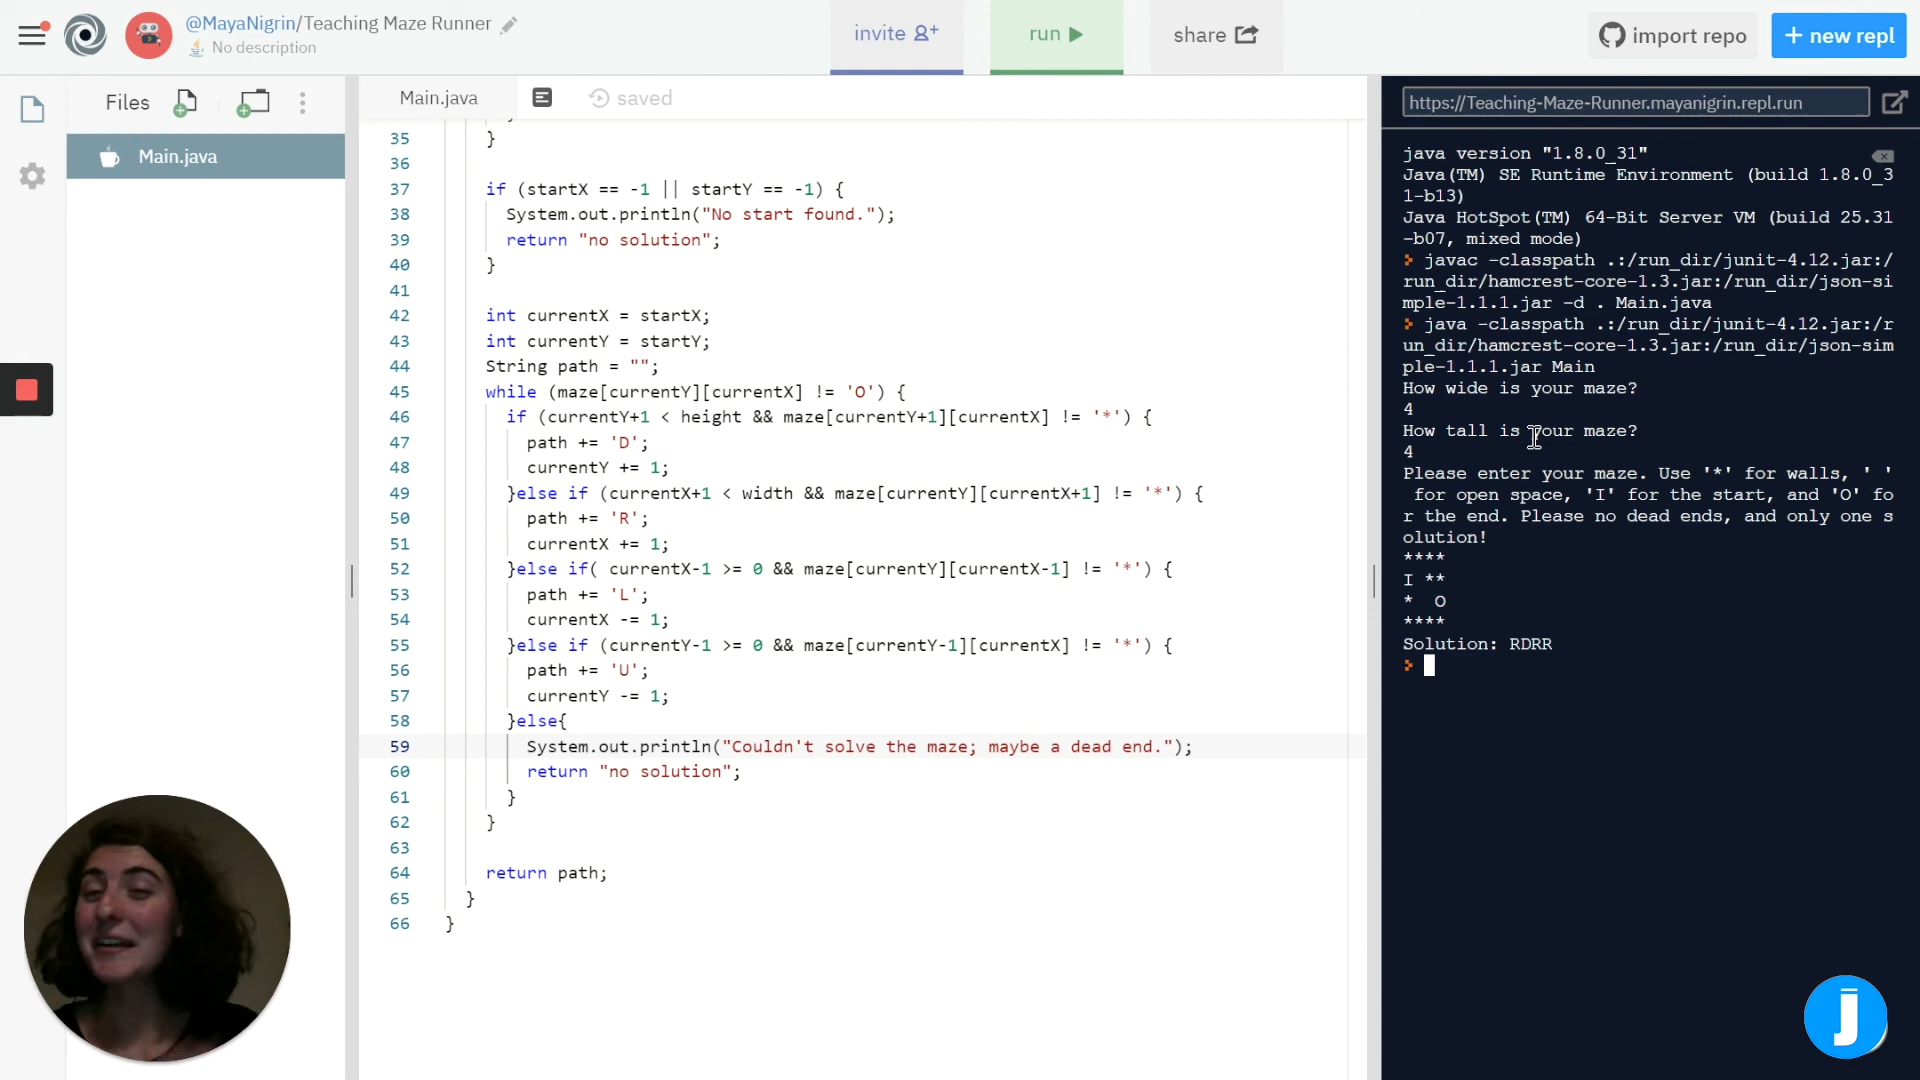 @MayaNigrin/Teaching Maze Runner
No description
invite
run
share
import repo
+ new repl
Files
Main.java
Main.java
saved
35 }
36
37 if (startX == -1 || startY == -1) {
38 System.out.println("No start found.");
39 return "no solution";
40 }
41
42 int currentX = startX;
43 int currentY = startY;
44 String path = "";
45 while (maze[currentY][currentX] != 'O') {
46 if (currentY+1 < height && maze[currentY+1][currentX] != '*') {
47 path += 'D';
48 currentY += 1;
49 }else if (currentX+1 < width && maze[currentY][currentX+1] != '*') {
50 path += 'R';
51 currentX += 1;
52 }else if( currentX-1 >= 0 && maze[currentY][currentX-1] != '*') {
53 path += 'L';
54 currentX -= 1;
55 }else if (currentY-1 >= 0 && maze[currentY-1][currentX] != '*') {
56 path += 'U';
57 currentY -= 1;
58 }else{
59 System.out.println("Couldn't solve the maze; maybe a dead end.");
60 return "no solution";
61 }
62 }
63
64 return path;
65 }
66 }
https://Teaching-Maze-Runner.mayanigrin.repl.run
java version "1.8.0_31"
Java(TM) SE Runtime Environment (build 1.8.0_3
1-b13)
Java HotSpot(TM) 64-Bit Server VM (build 25.31
-b07, mixed mode)
> javac -classpath .:/run_dir/junit-4.12.jar:/
run_dir/hamcrest-core-1.3.jar:/run_dir/json-si
mple-1.1.1.jar -d . Main.java
> java -classpath .:/run_dir/junit-4.12.jar:/r
un_dir/hamcrest-core-1.3.jar:/run_dir/json-sim
ple-1.1.1.jar Main
How wide is your maze?
4
How tall is your maze?
4
Please enter your maze. Use '*' for walls, ' '
 for open space, 'I' for the start, and 'O' fo
r the end. Please no dead ends, and only one s
olution!
****
I **
*  O
****
Solution: RDRR
>
J